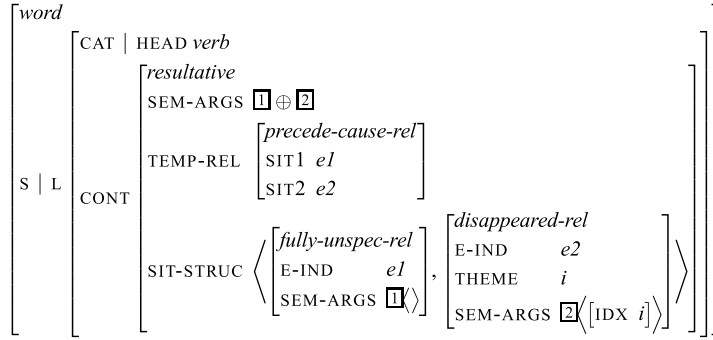 word
CAT | HEAD verb
resultative
SEM-ARGS 1 ⊕ 2
precede-cause-rel
TEMP-REL SIT1 e1
SIT2 e2
S | L CONT
disappeared-rel
fully-unspec-rel E-IND e2
SIT-STRUC ⟨ E-IND e1 , THEME i ⟩
SEM-ARGS 1⟨⟩ SEM-ARGS 2⟨[IDX i]⟩